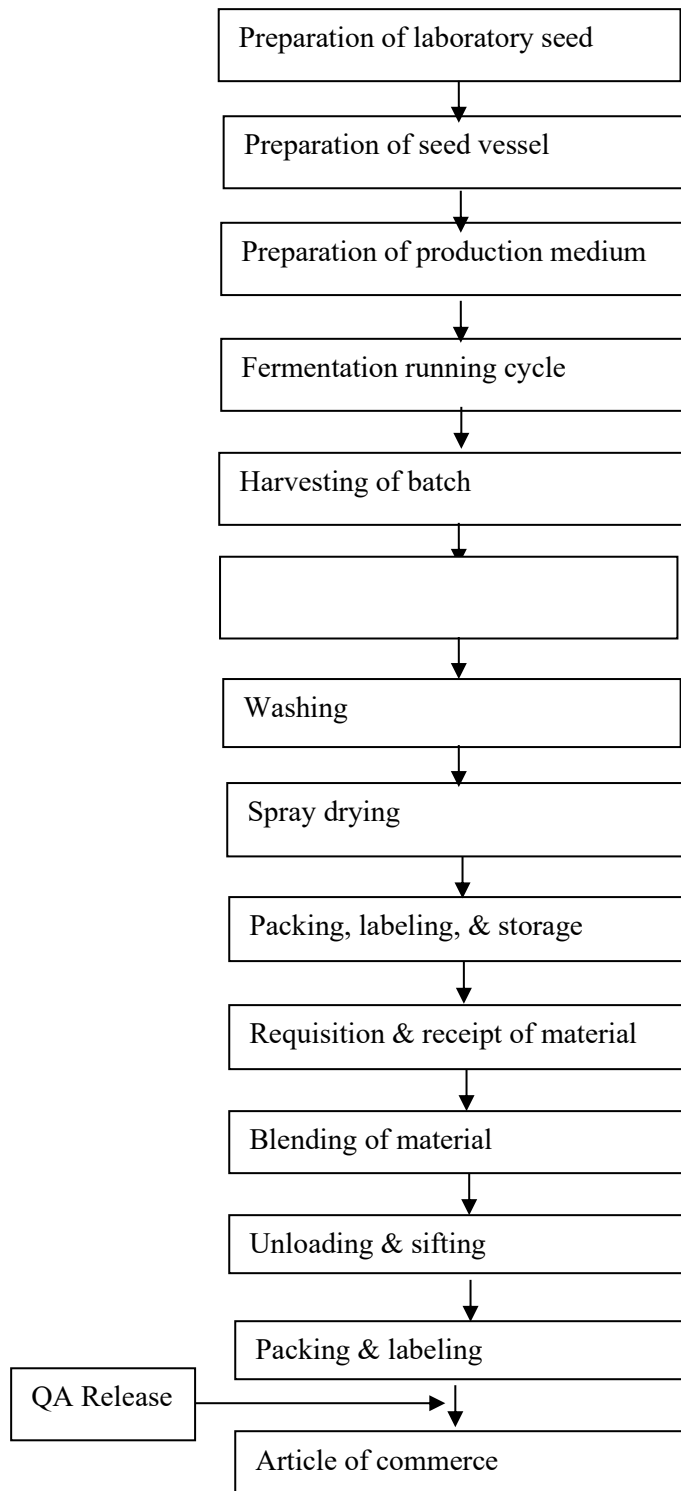 Preparation of laboratory seed
Preparation of seed vessel
Preparation of production medium
Fermentation running cycle
Harvesting of batch
Washing
Spray drying
Packing, labeling, & storage
Requisition & receipt of material
Blending of material
Unloading & sifting
Packing & labeling
QA Release
Article of commerce